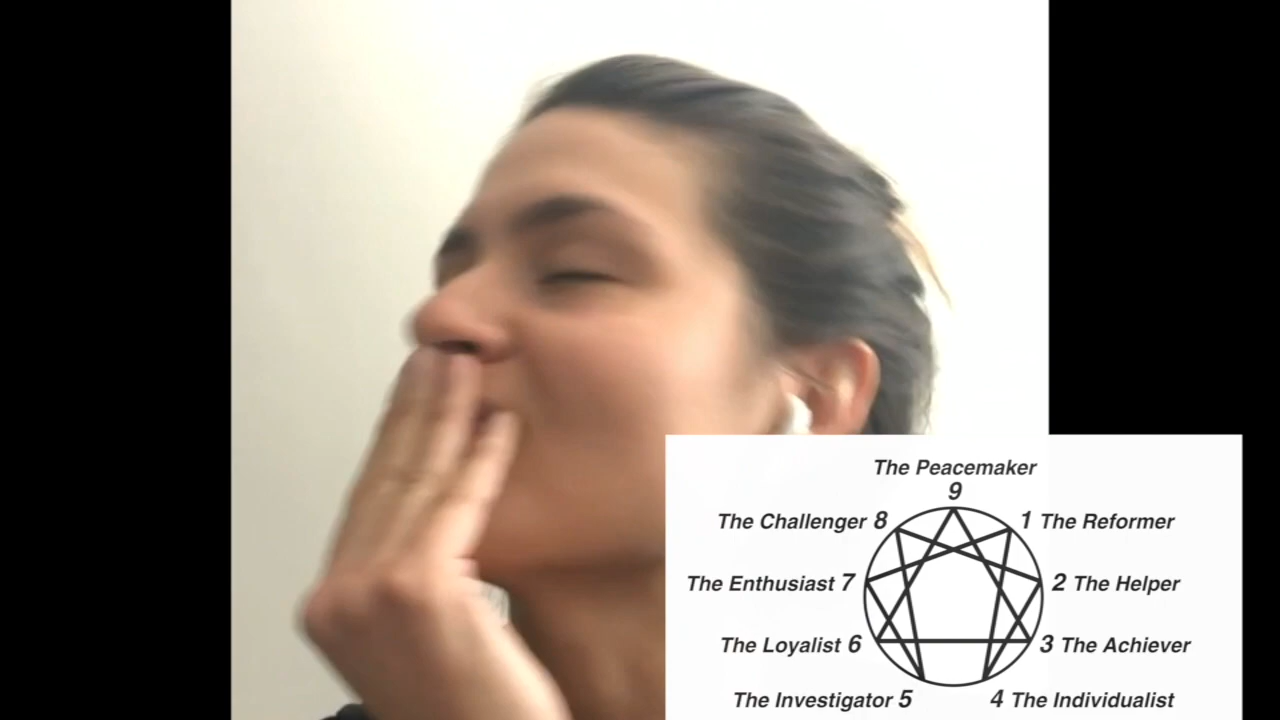 The Peacemaker
9
The Challenger 8
1 The Reformer
The Enthusiast 7
2 The Helper
The Loyalist 6
3 The Achiever
The Investigator 5
4 The Individualist